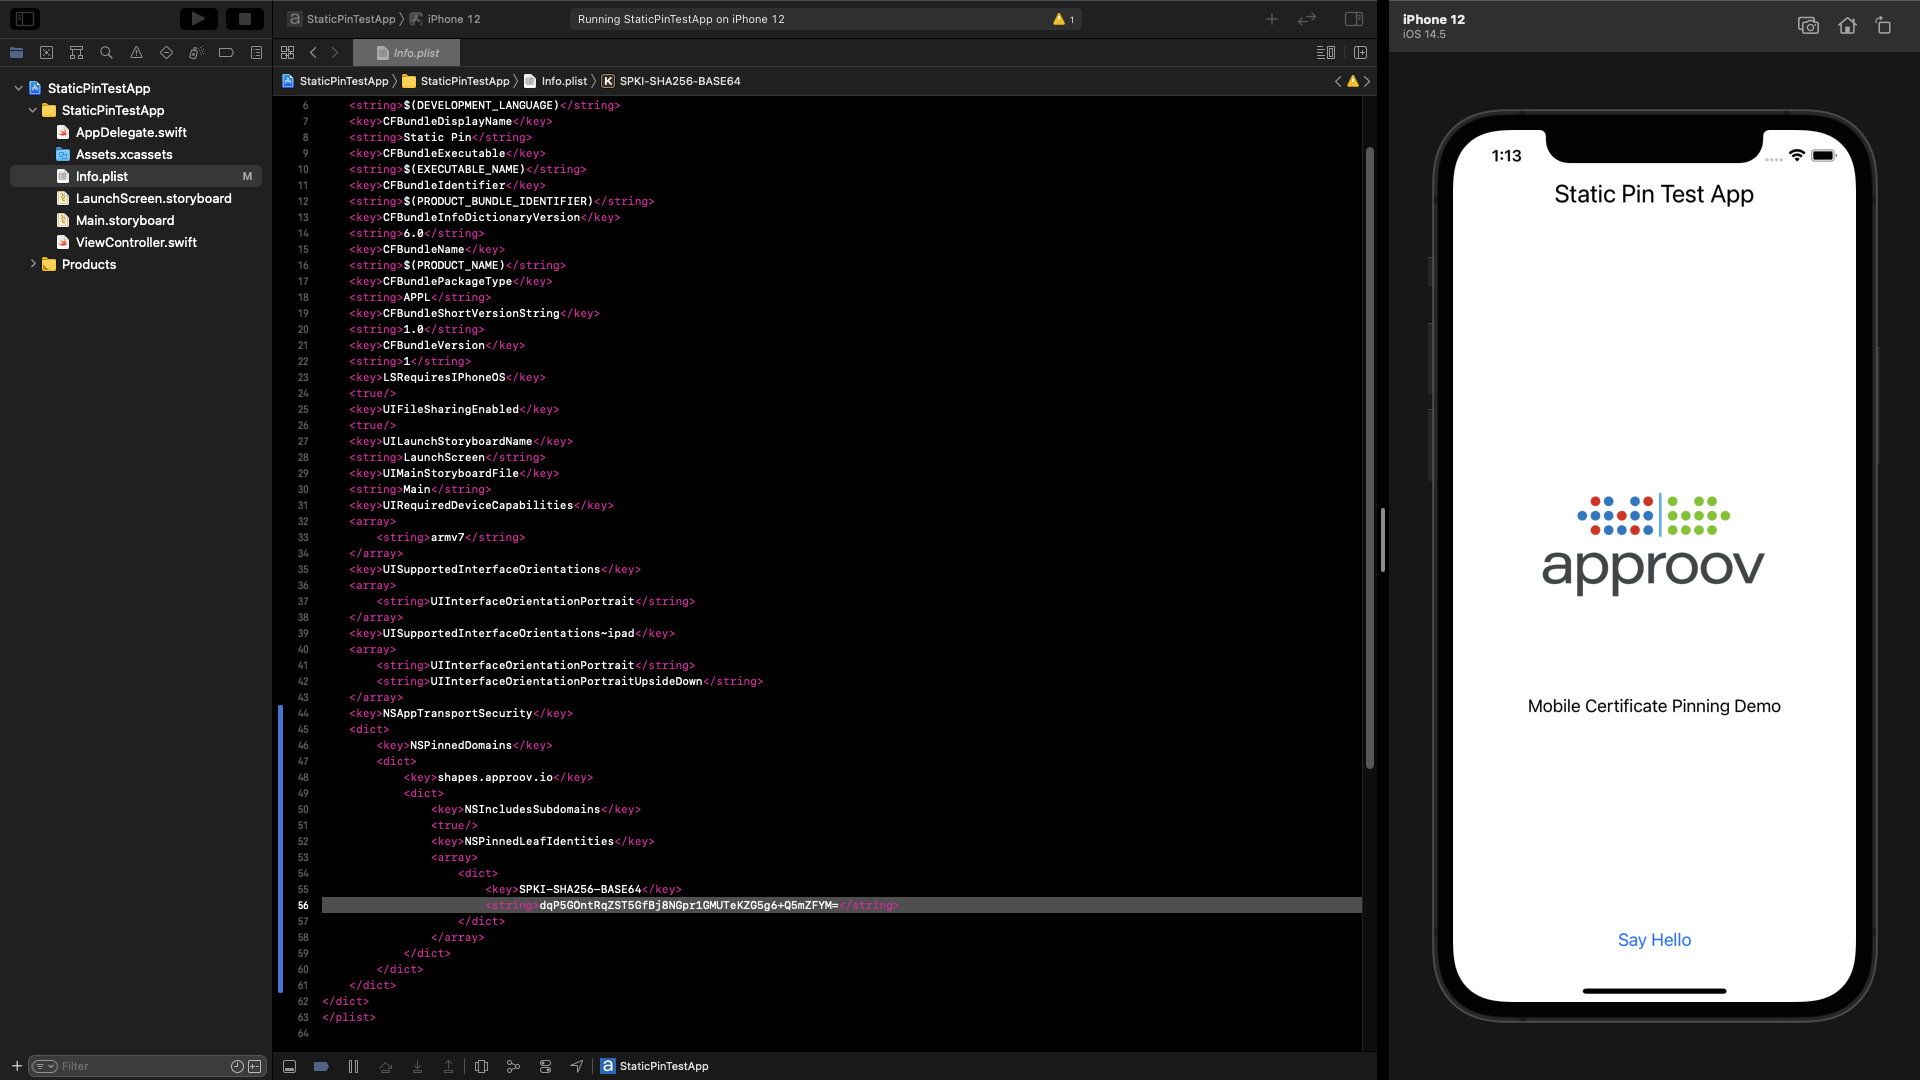 StaticPinTestApp
iPhone 12
Running StaticPinTestApp on iPhone 12
1
Info.plist
StaticPinTestApp
StaticPinTestApp
Info.plist
K
SPKI-SHA256-BASE64
StaticPinTestApp
StaticPinTestApp
AppDelegate.swift
Assets.xcassets
Info.plist
M
LaunchScreen.storyboard
Main.storyboard
ViewController.swift
Products
6 <string>$(DEVELOPMENT_LANGUAGE)</string>
7 <key>CFBundleDisplayName</key>
8 <string>Static Pin</string>
9 <key>CFBundleExecutable</key>
10 <string>$(EXECUTABLE_NAME)</string>
11 <key>CFBundleIdentifier</key>
12 <string>$(PRODUCT_BUNDLE_IDENTIFIER)</string>
13 <key>CFBundleInfoDictionaryVersion</key>
14 <string>6.0</string>
15 <key>CFBundleName</key>
16 <string>$(PRODUCT_NAME)</string>
17 <key>CFBundlePackageType</key>
18 <string>APPL</string>
19 <key>CFBundleShortVersionString</key>
20 <string>1.0</string>
21 <key>CFBundleVersion</key>
22 <string>1</string>
23 <key>LSRequiresIPhoneOS</key>
24 <true/>
25 <key>UIFileSharingEnabled</key>
26 <true/>
27 <key>UILaunchStoryboardName</key>
28 <string>LaunchScreen</string>
29 <key>UIMainStoryboardFile</key>
30 <string>Main</string>
31 <key>UIRequiredDeviceCapabilities</key>
32 <array>
33 <string>armv7</string>
34 </array>
35 <key>UISupportedInterfaceOrientations</key>
36 <array>
37 <string>UIInterfaceOrientationPortrait</string>
38 </array>
39 <key>UISupportedInterfaceOrientations~ipad</key>
40 <array>
41 <string>UIInterfaceOrientationPortrait</string>
42 <string>UIInterfaceOrientationPortraitUpsideDown</string>
43 </array>
44 <key>NSAppTransportSecurity</key>
45 <dict>
46 <key>NSPinnedDomains</key>
47 <dict>
48 <key>shapes.approov.io</key>
49 <dict>
50 <key>NSIncludesSubdomains</key>
51 <true/>
52 <key>NSPinnedLeafIdentities</key>
53 <array>
54 <dict>
55 <key>SPKI-SHA256-BASE64</key>
56 <string>dqP5GOntRqZST5GfBj8NGpr1GMUTeKZG5g6+Q5mZFYM=</string>
57 </dict>
58 </array>
59 </dict>
60 </dict>
61 </dict>
62 </dict>
63 </plist>
64
Filter
a StaticPinTestApp
iPhone 12
iOS 14.5
1:13
Static Pin Test App
approov
Mobile Certificate Pinning Demo
Say Hello